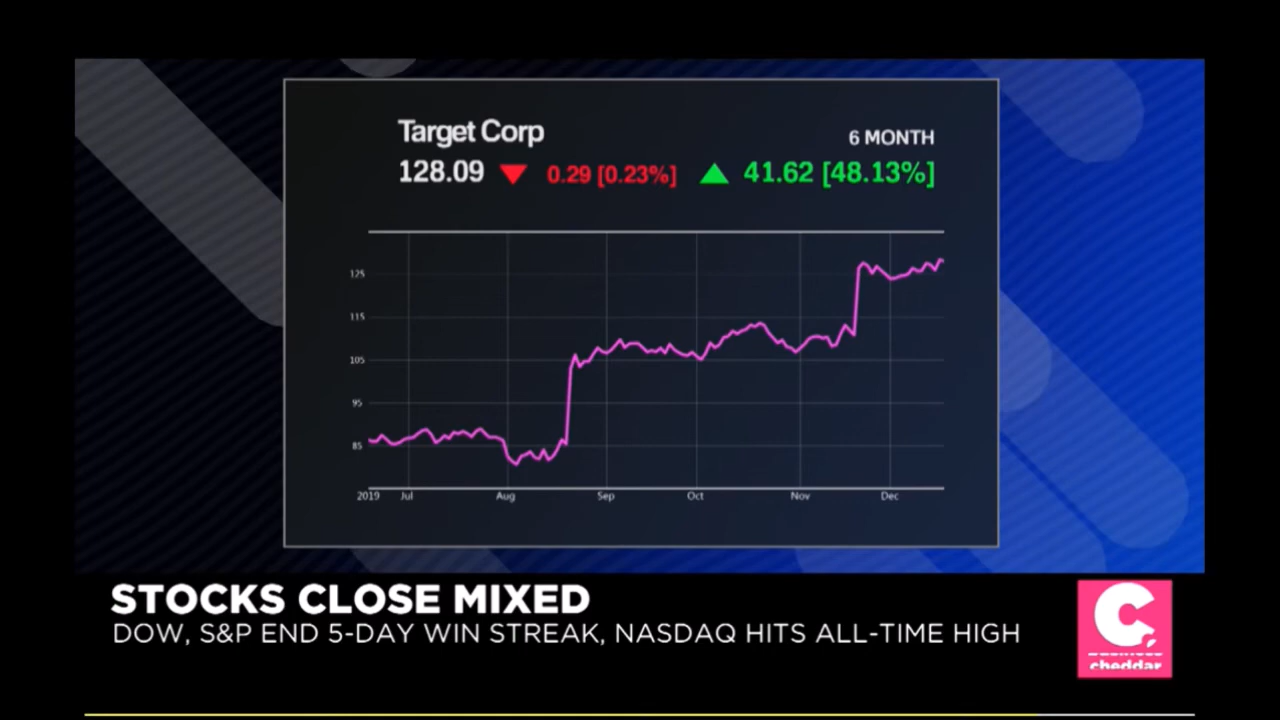 Target Corp
6 MONTH
128.09 ▼ 0.29 [0.23%] ▲ 41.62 [48.13%]
125
115
105
95
85
2019 Jul Aug Sep Oct Nov Dec
STOCKS CLOSE MIXED
DOW, S&P END 5-DAY WIN STREAK, NASDAQ HITS ALL-TIME HIGH
cheddar